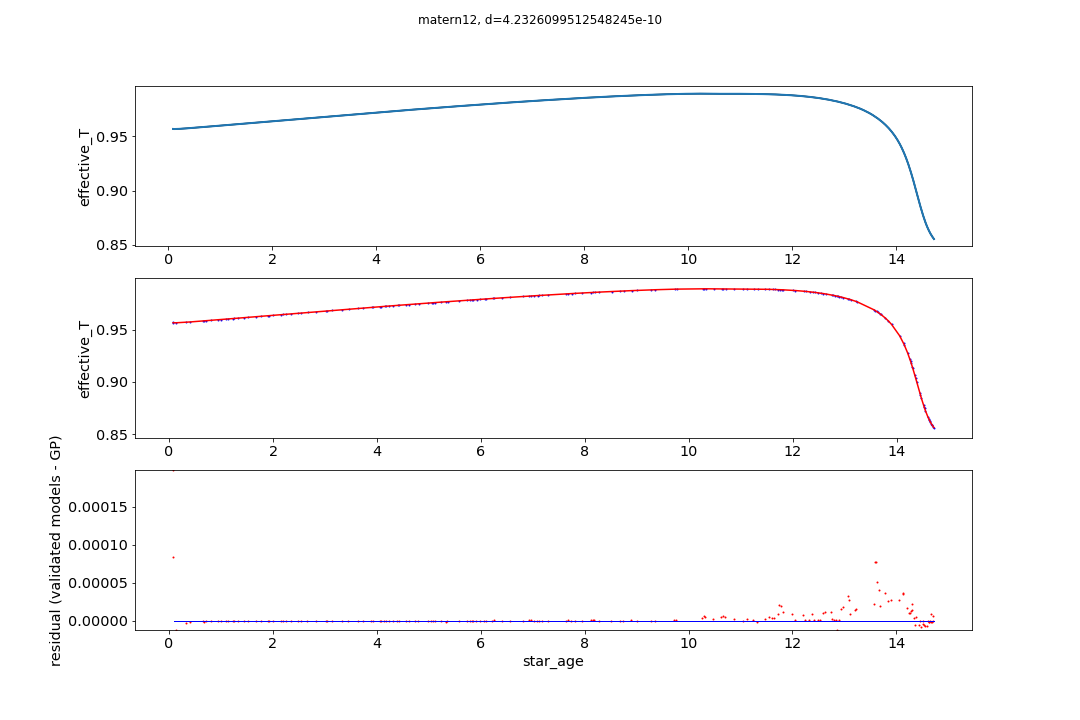 matern12, d=4.2326099512548245e-10
effective_T
0.95
0.90
0.85
0 2 4 6 8 10 12 14
effective_T
0.95
0.90
0.85
0 2 4 6 8 10 12 14
residual (validated models - GP)
0.00015
0.00010
0.00005
0.00000
0 2 4 6 8 10 12 14
star_age